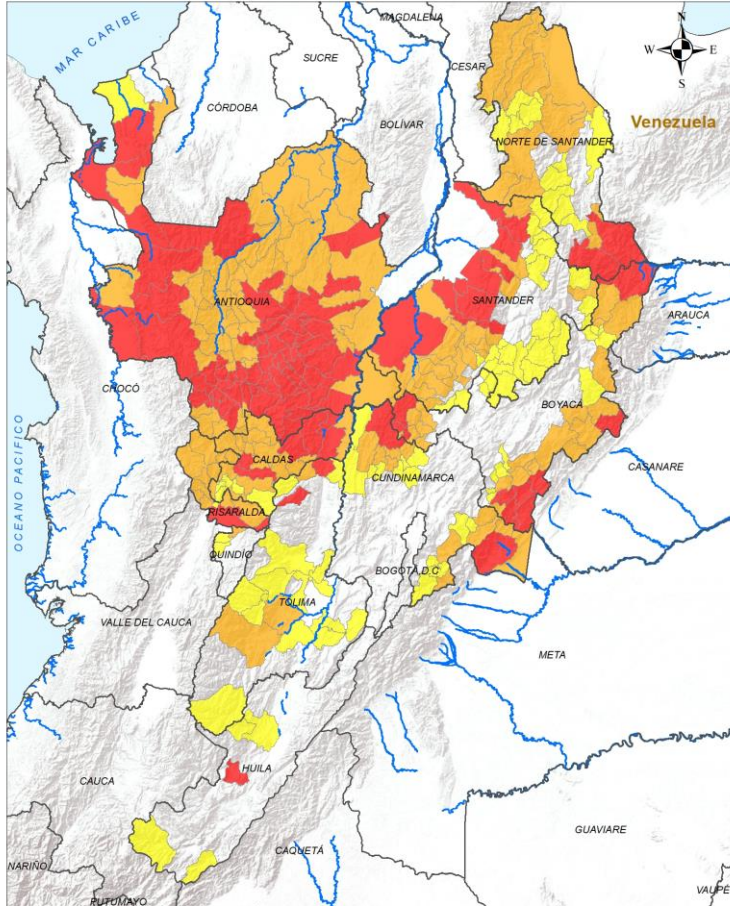 MAGDALENA
N
W
E
S
MAR CARIBE
SUCRE
CESAR
CÓRDOBA
BOLÍVAR
Venezuela
NORTE DE SANTANDER
ANTIOQUIA
SANTANDER
ARAUCA
CHOCÓ
BOYACÁ
OCEANO PACIFICO
CALDAS
CUNDINAMARCA
CASANARE
RISARALDA
QUINDÍO
BOGOTÁ, D.C
TOLIMA
VALLE DEL CAUCA
META
HUILA
CAUCA
GUAVIARE
CAQUETÁ
NARIÑO
PUTUMAYO
VAUPÉ